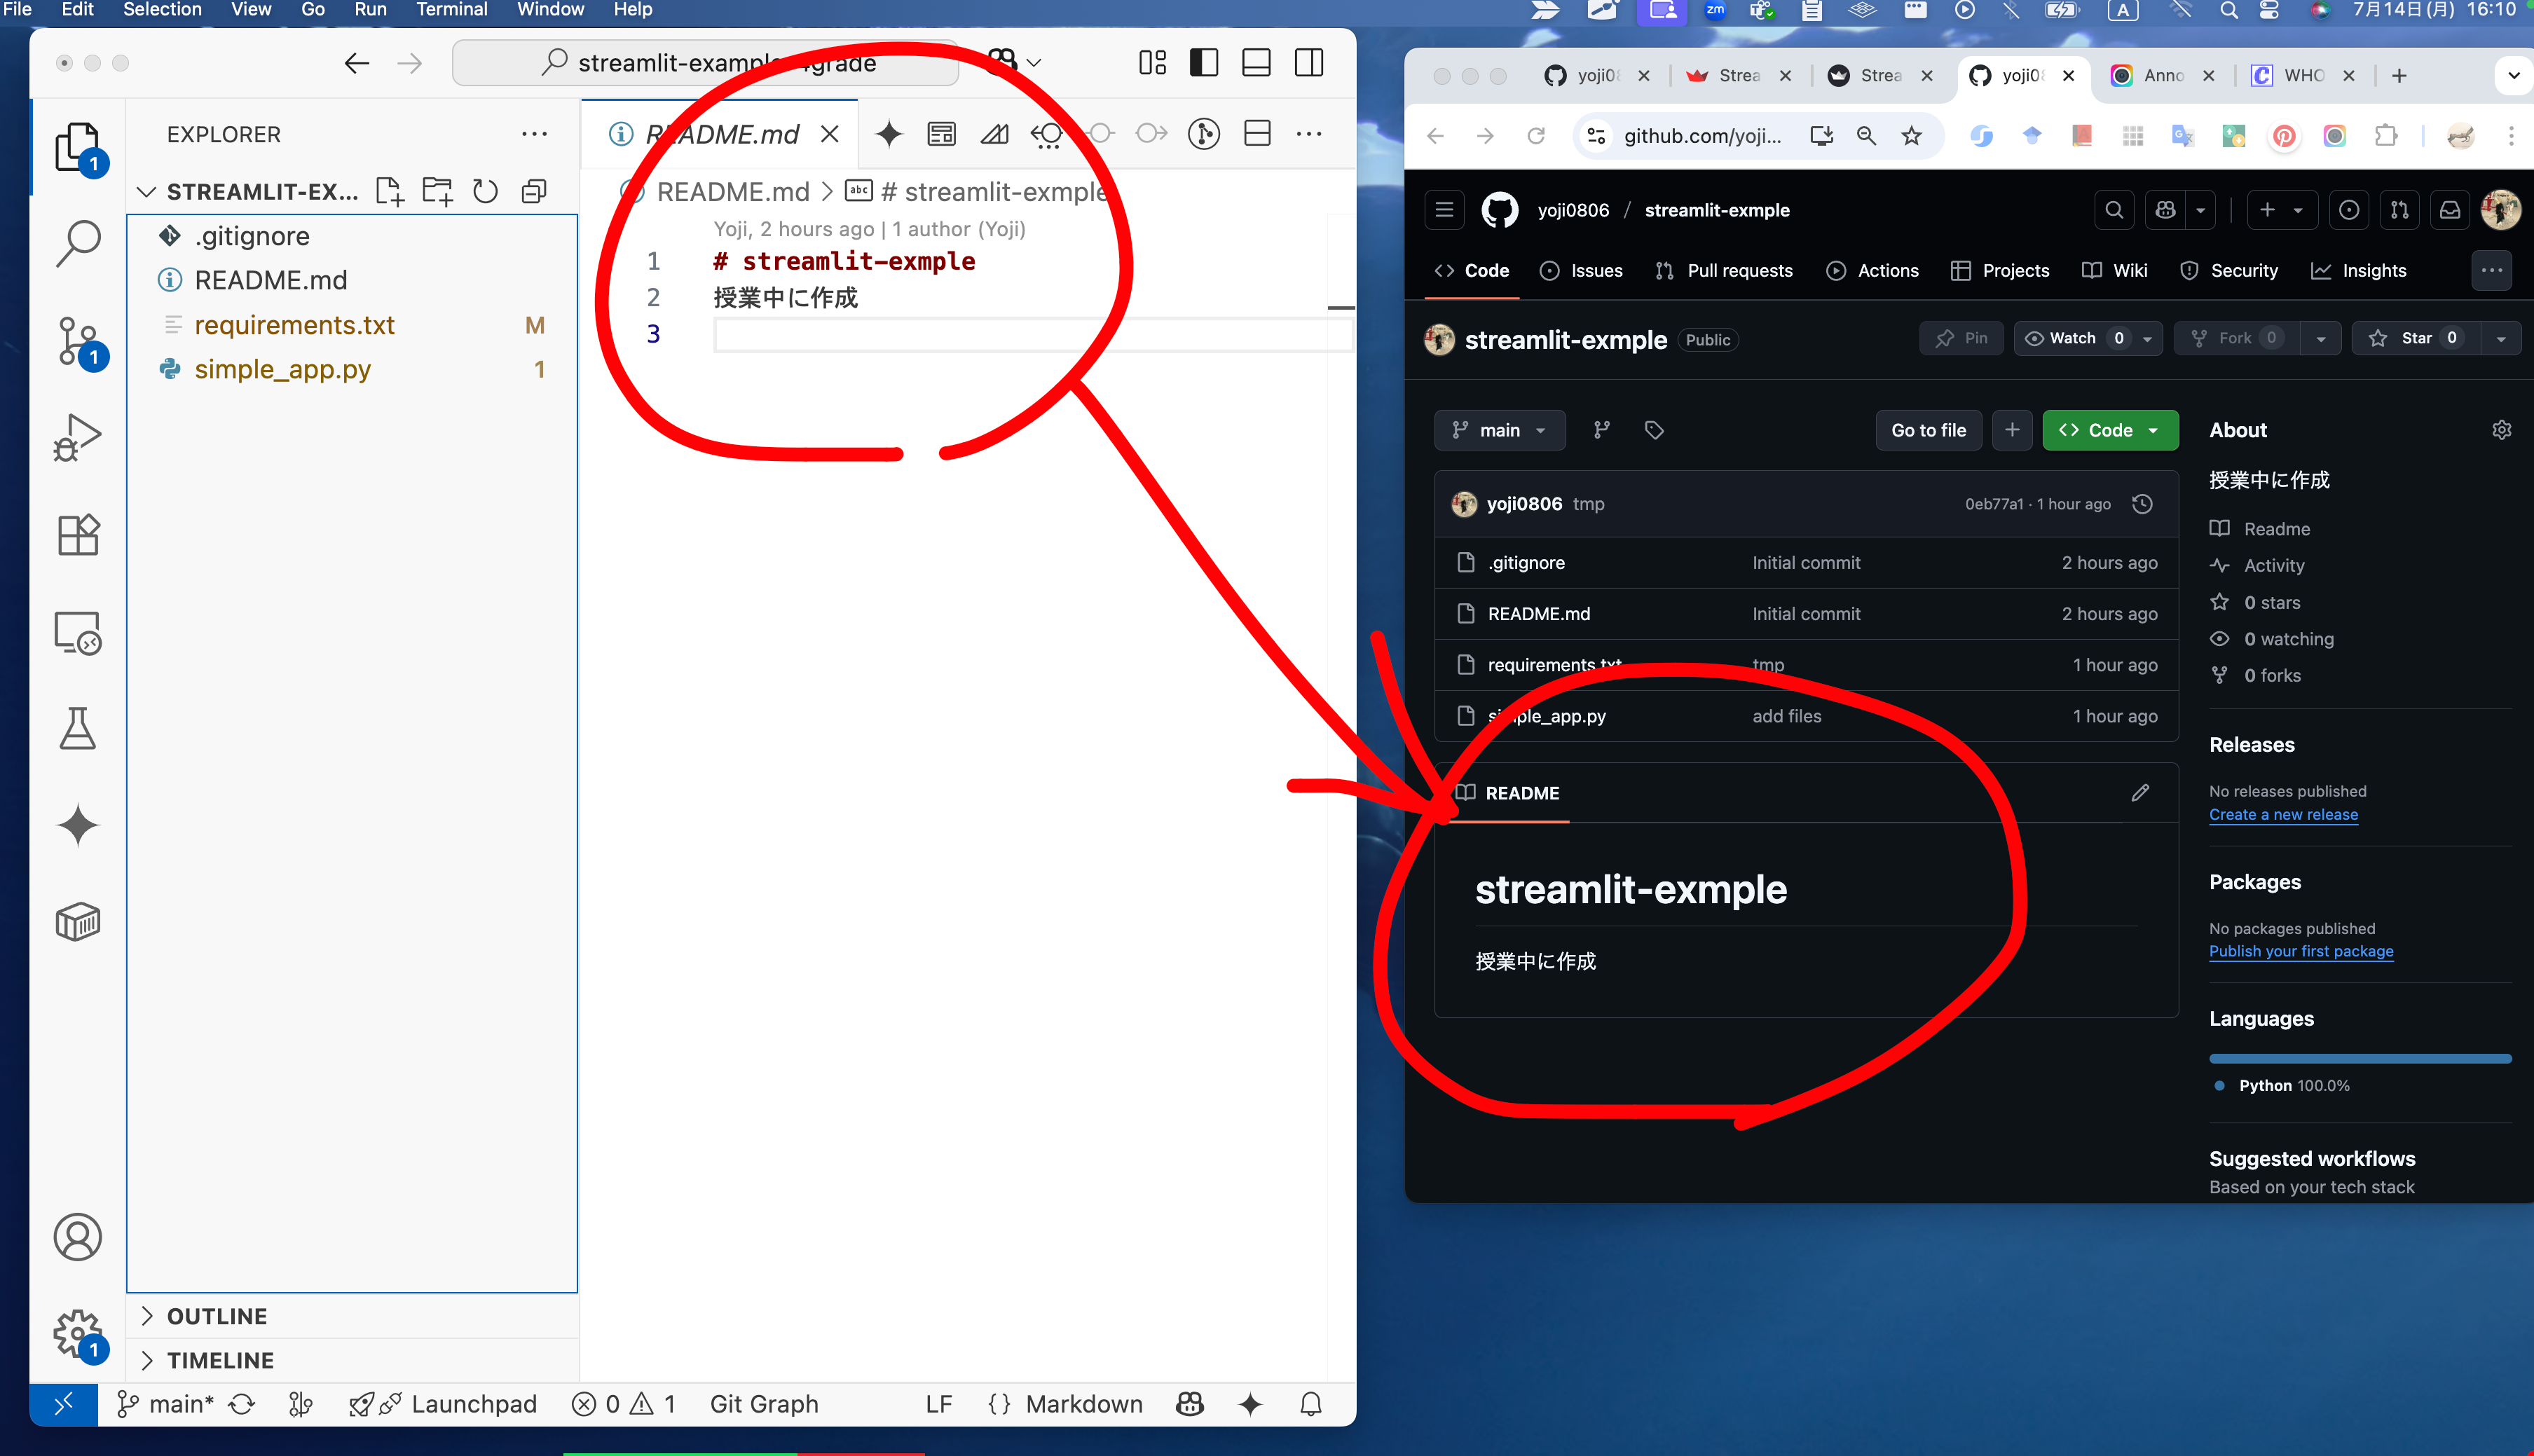 File Edit Selection View Go Run Terminal Window Help
zm A 7月14日(月) 16:10
streamlit-example-4grade
EXPLORER
STREAMLIT-EX...
.gitignore
README.md
requirements.txt M
simple_app.py 1
OUTLINE
TIMELINE
README.md
README.md > # streamlit-exmple
Yoji, 2 hours ago | 1 author (Yoji)
1 # streamlit-exmple
2 授業中に作成
3
main* Launchpad 0 1 Git Graph LF {} Markdown
yoji08 Strea Strea yoji08 Anno WHO
github.com/yoji...
yoji0806 / streamlit-exmple
Code Issues Pull requests Actions Projects Wiki Security Insights
streamlit-exmple Public Pin Watch 0 Fork 0 Star 0
main Go to file Code
yoji0806 tmp 0eb77a1 · 1 hour ago
.gitignore Initial commit 2 hours ago
README.md Initial commit 2 hours ago
requirements.txt tmp 1 hour ago
simple_app.py add files 1 hour ago
README
streamlit-exmple
授業中に作成
About
授業中に作成
Readme
Activity
0 stars
0 watching
0 forks
Releases
No releases published
Create a new release
Packages
No packages published
Publish your first package
Languages
Python 100.0%
Suggested workflows
Based on your tech stack